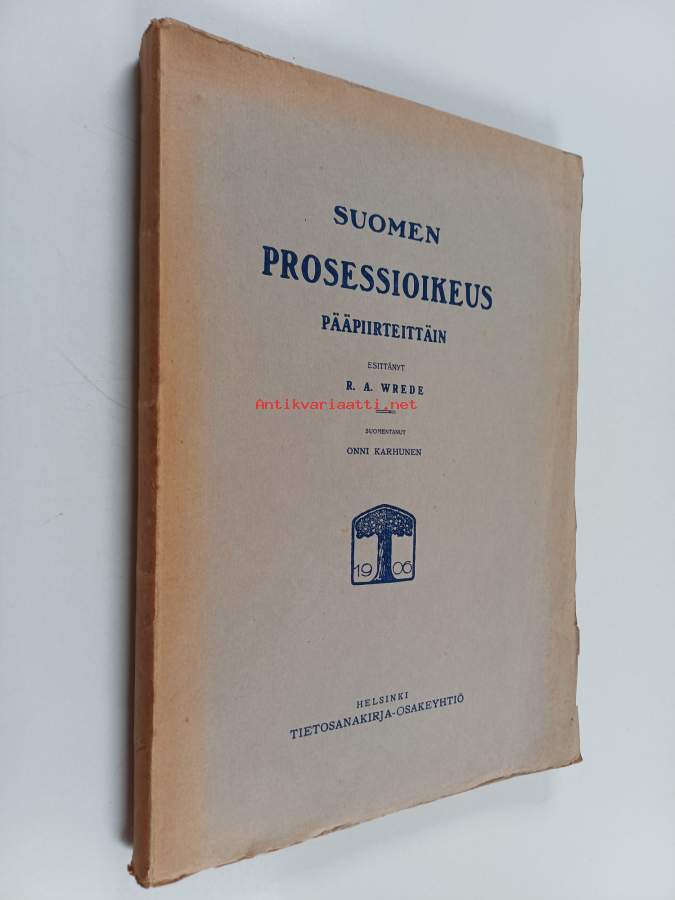 SUOMEN
PROSESSIOIKEUS
PÄÄPIIRTEITTÄIN
ESITTÄNYT
R. A. WREDE
Antikvariaatti.net
SUOMENTANUT
ONNI KARHUNEN
19 06
HELSINKI
TIETOSANAKIRJA-OSAKEYHTIÖ